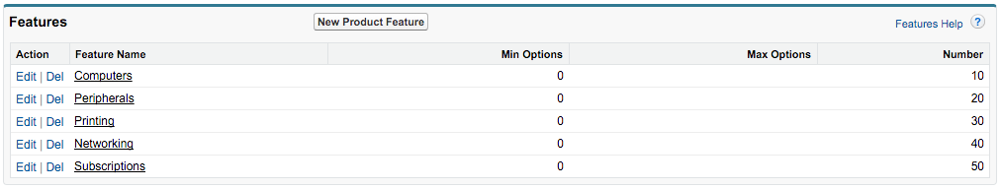 Features New Product Feature Features Help ?
Action Feature Name Min Options Max Options Number
Edit | Del Computers 0 10
Edit | Del Peripherals 0 20
Edit | Del Printing 0 30
Edit | Del Networking 0 40
Edit | Del Subscriptions 0 50